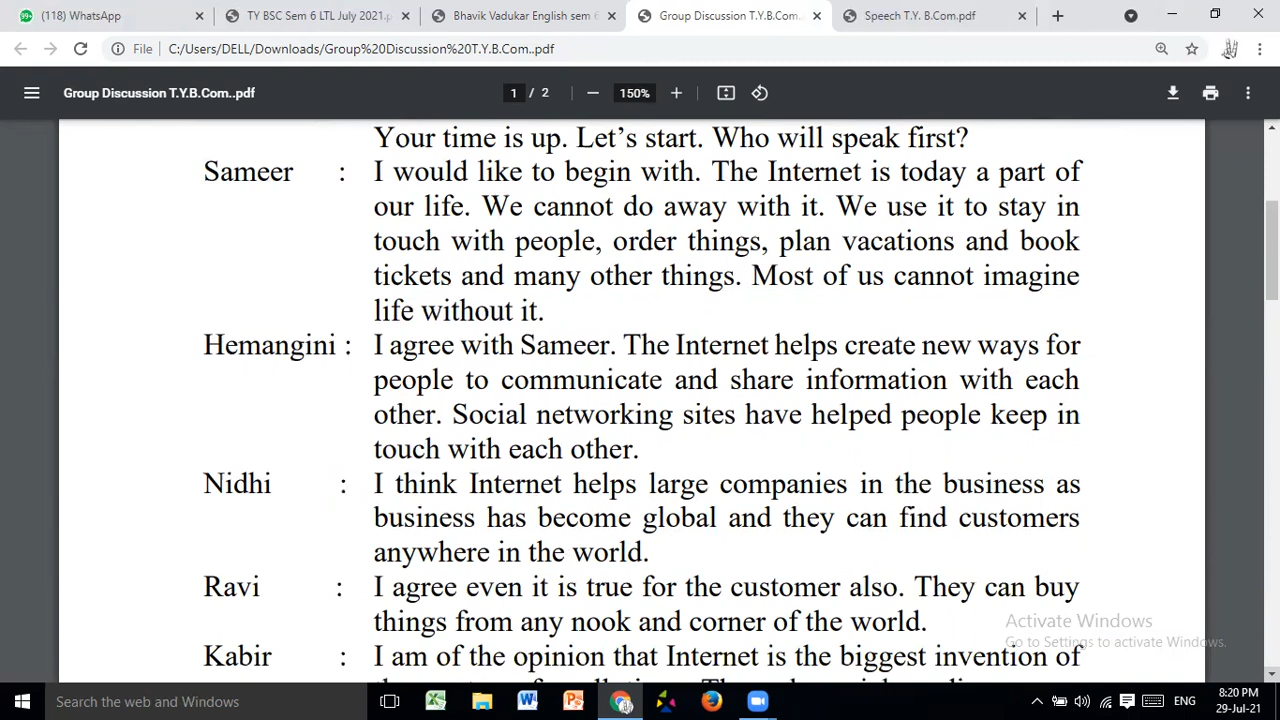 (118) WhatsApp
TY BSC Sem 6 LTL July 2021.p
Bhavik Vadukar English sem 6
Group Discussion T.Y.B.Com..pdf
Speech T.Y. B.Com.pdf
File C:/Users/DELL/Downloads/Group%20Discussion%20T.Y.B.Com..pdf
Group Discussion T.Y.B.Com..pdf
1 / 2
150%
Your time is up. Let’s start. Who will speak first?
Sameer : I would like to begin with. The Internet is today a part of
our life. We cannot do away with it. We use it to stay in
touch with people, order things, plan vacations and book
tickets and many other things. Most of us cannot imagine
life without it.
Hemangini : I agree with Sameer. The Internet helps create new ways for
people to communicate and share information with each
other. Social networking sites have helped people keep in
touch with each other.
Nidhi : I think Internet helps large companies in the business as
business has become global and they can find customers
anywhere in the world.
Ravi : I agree even it is true for the customer also. They can buy
things from any nook and corner of the world.
Kabir : I am of the opinion that Internet is the biggest invention of
Activate Windows
Go to Settings to activate Windows.
Search the web and Windows
ENG
8:20 PM
29-Jul-21